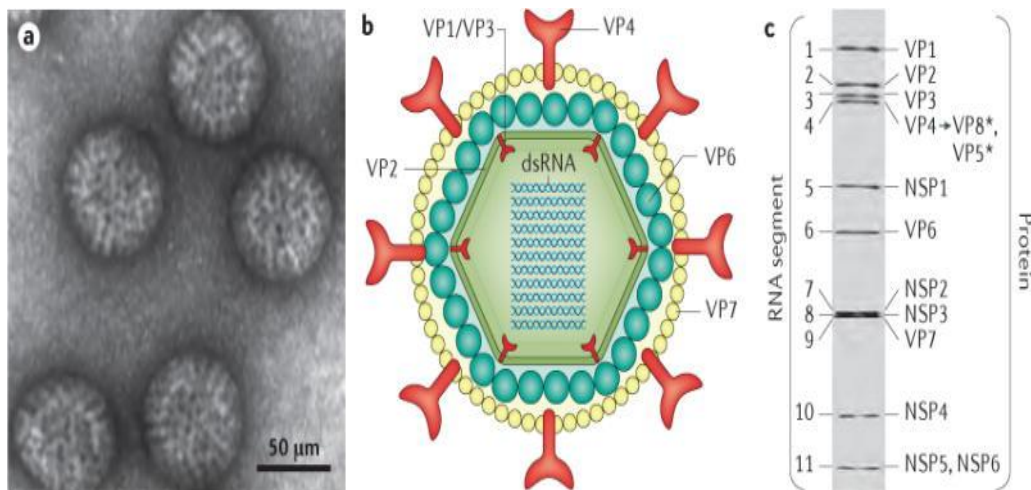 a
50 µm
b
VP1/VP3
VP4
VP2
dsRNA
VP6
VP7
c
RNA segment
1 VP1
2 VP2
3 VP3
4 VP4→VP8*,
VP5*
5 NSP1
6 VP6
7 NSP2
8 NSP3
9 VP7
10 NSP4
11 NSP5, NSP6
Protein